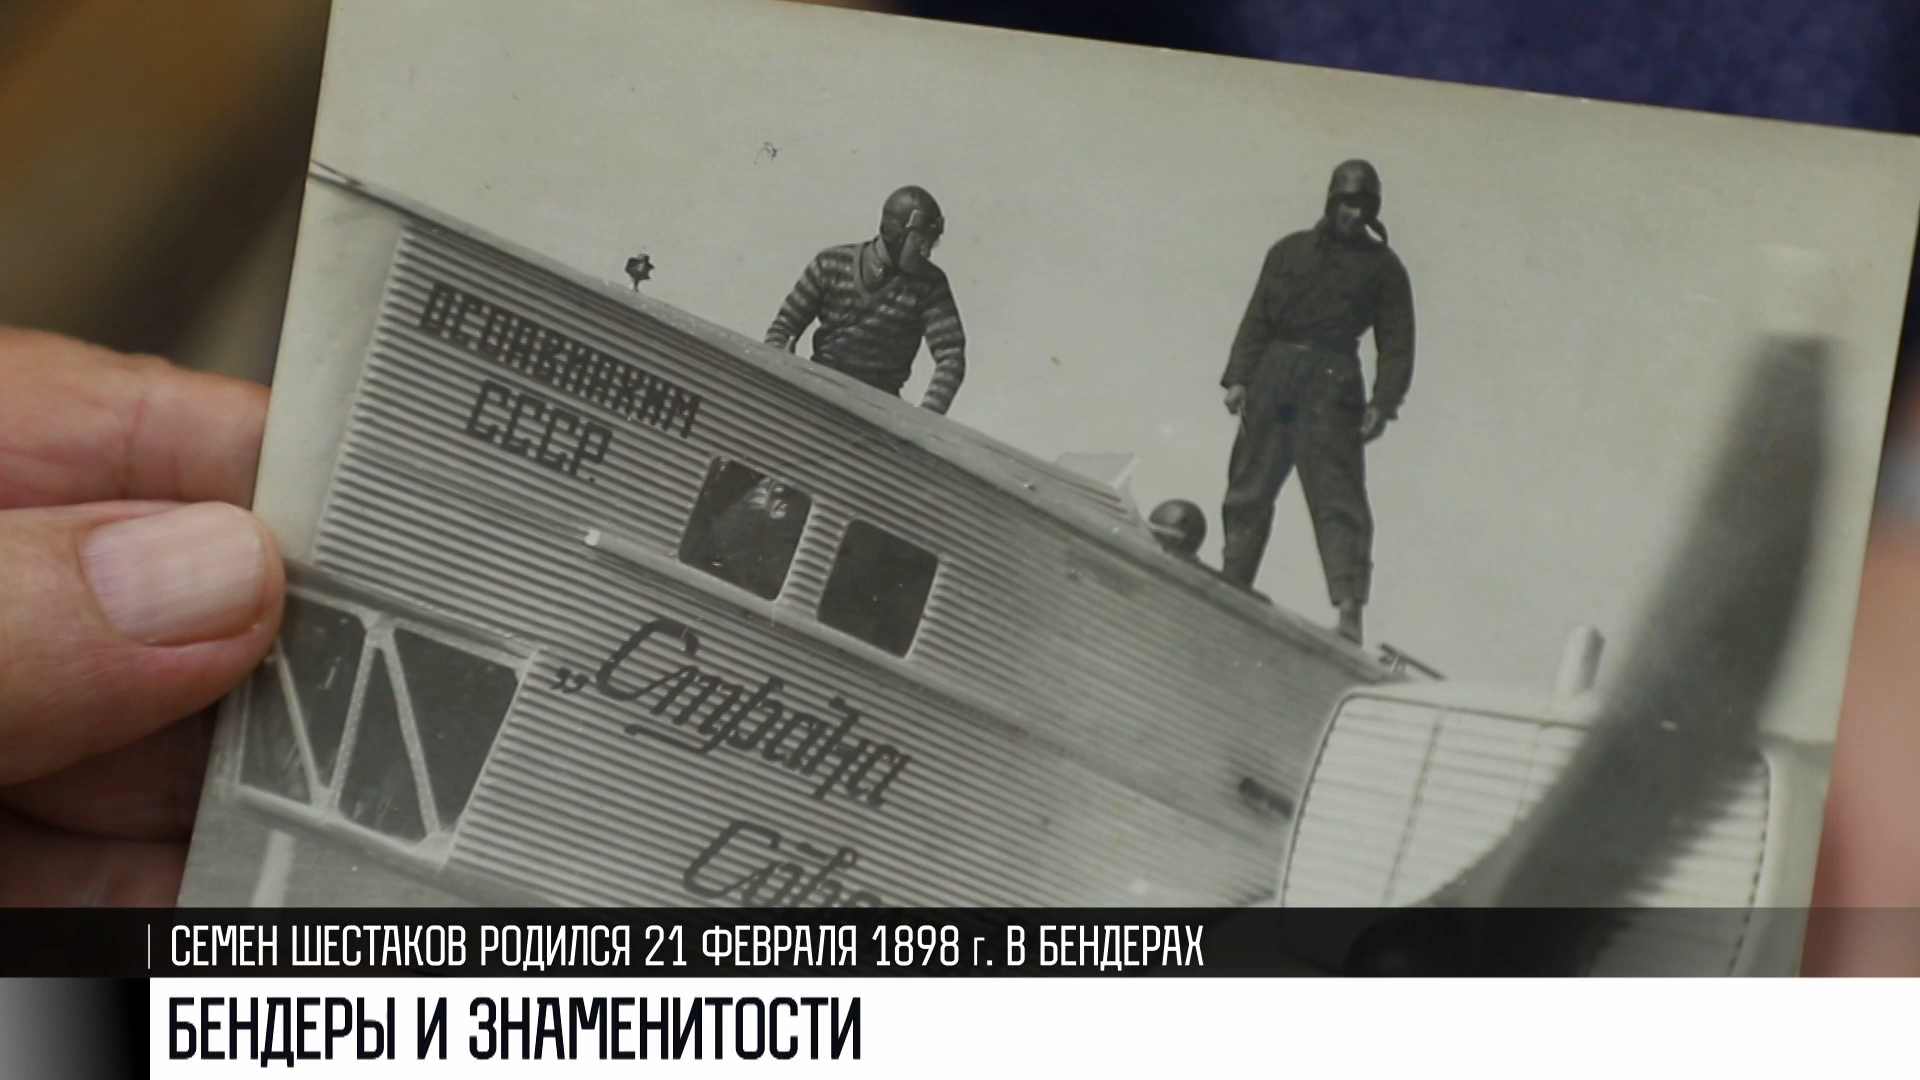 ОСОАВИАХИМ
СССР.
„Страна
СЕМЕН ШЕСТАКОВ РОДИЛСЯ 21 ФЕВРАЛЯ 1898 г. В БЕНДЕРАХ
БЕНДЕРЫ И ЗНАМЕНИТОСТИ